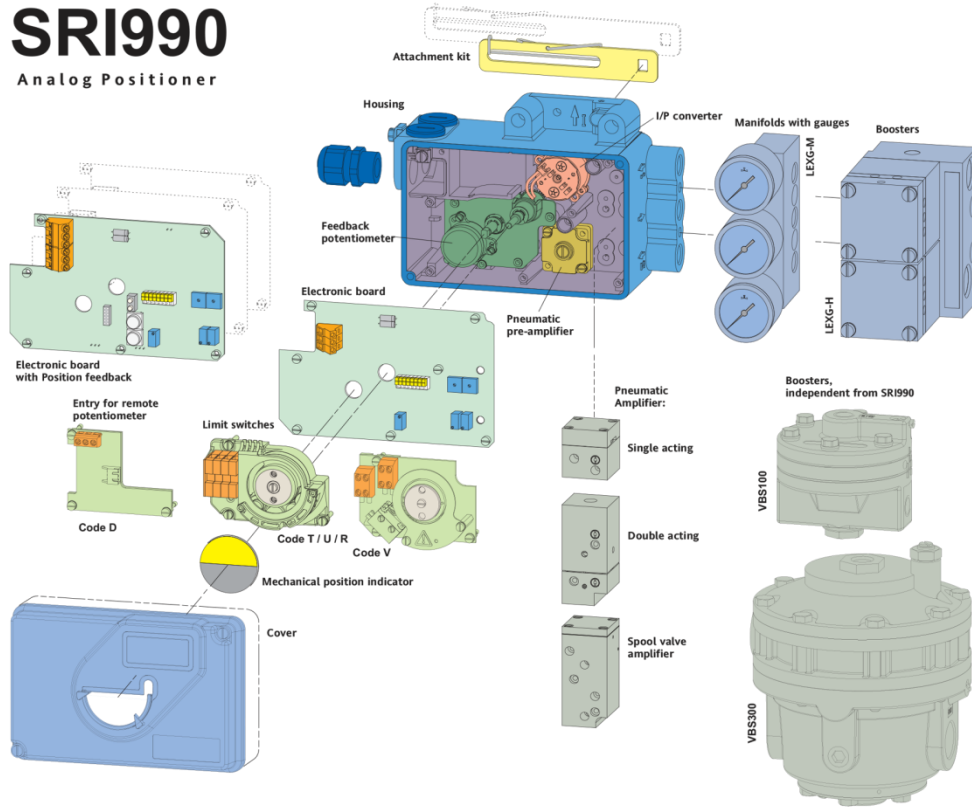 SRI990
Analog Positioner
Attachment kit
Housing
I/P converter
Manifolds with gauges
Boosters
LEXG-M
Feedback
potentiometer
Electronic board
Pneumatic
pre-amplifier
LEXG-H
Electronic board
with Position feedback
Entry for remote
potentiometer
Limit switches
Pneumatic
Amplifier:
Boosters,
independent from SRI990
Single acting
VBS100
Code D
Code T / U / R
Code V
Double acting
Mechanical position indicator
Cover
Spool valve
amplifier
VBS300